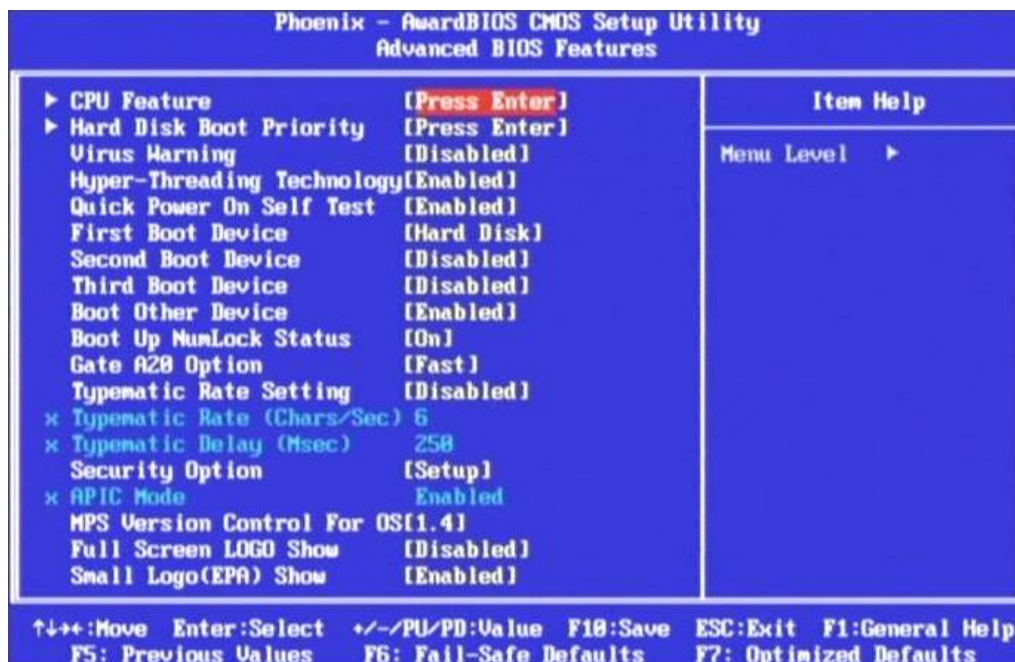 Phoenix - AwardBIOS CMOS Setup Utility
Advanced BIOS Features
▶ CPU Feature [Press Enter]
▶ Hard Disk Boot Priority [Press Enter]
Virus Warning [Disabled]
Hyper-Threading Technology[Enabled]
Quick Power On Self Test [Enabled]
First Boot Device [Hard Disk]
Second Boot Device [Disabled]
Third Boot Device [Disabled]
Boot Other Device [Enabled]
Boot Up NumLock Status [On]
Gate A20 Option [Fast]
Typematic Rate Setting [Disabled]
x Typematic Rate (Chars/Sec) 6
x Typematic Delay (Msec) 250
Security Option [Setup]
x APIC Mode Enabled
MPS Version Control For OS[1.4]
Full Screen LOGO Show [Disabled]
Small Logo(EPA) Show [Enabled]
Item Help
Menu Level ▶
↑↓→←:Move Enter:Select +/-/PU/PD:Value F10:Save ESC:Exit F1:General Help
F5: Previous Values F6: Fail-Safe Defaults F7: Optimized Defaults